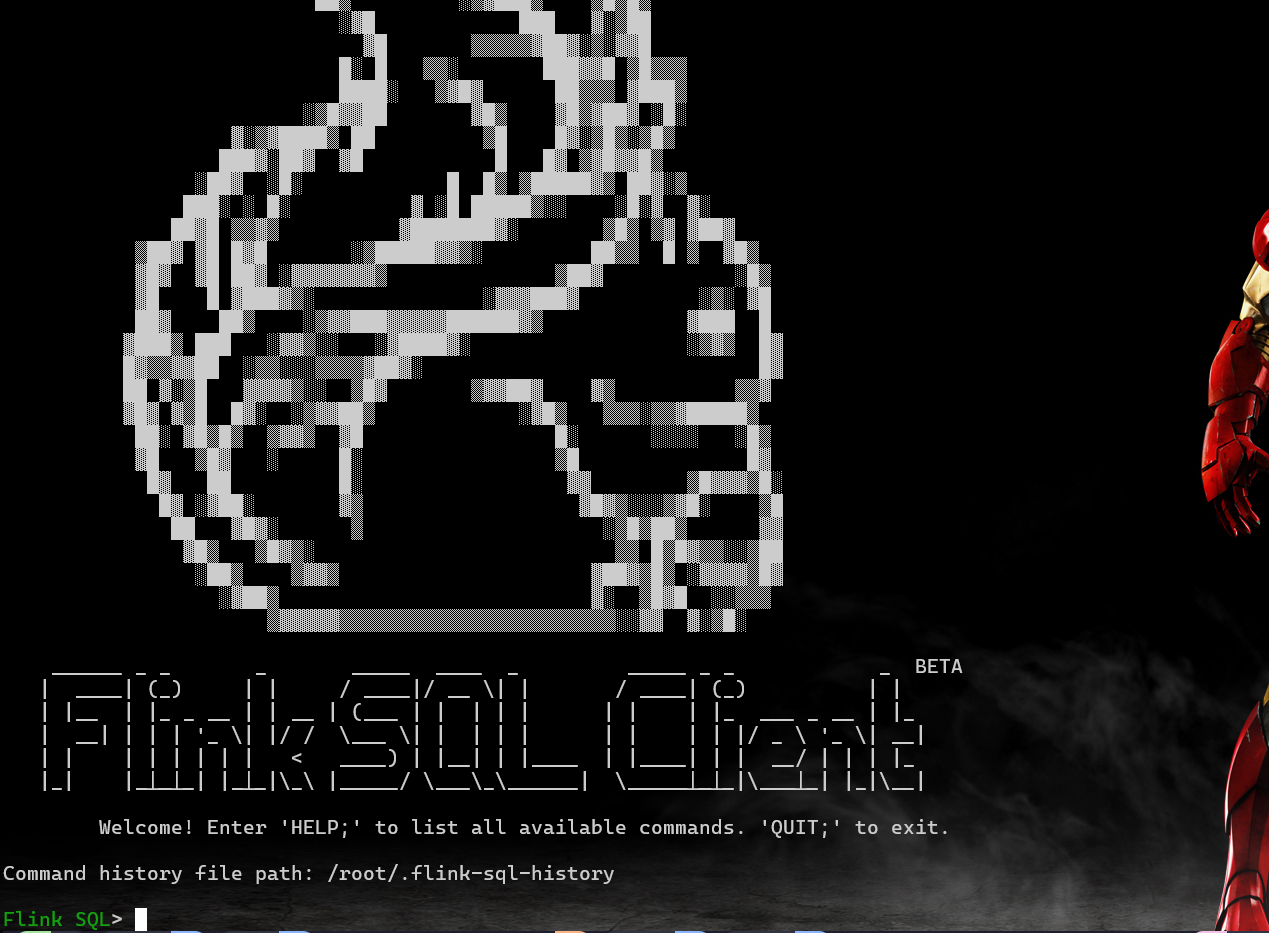 Flink SQL Client BETA
Welcome! Enter 'HELP;' to list all available commands. 'QUIT;' to exit.
Command history file path: /root/.flink-sql-history
Flink SQL>